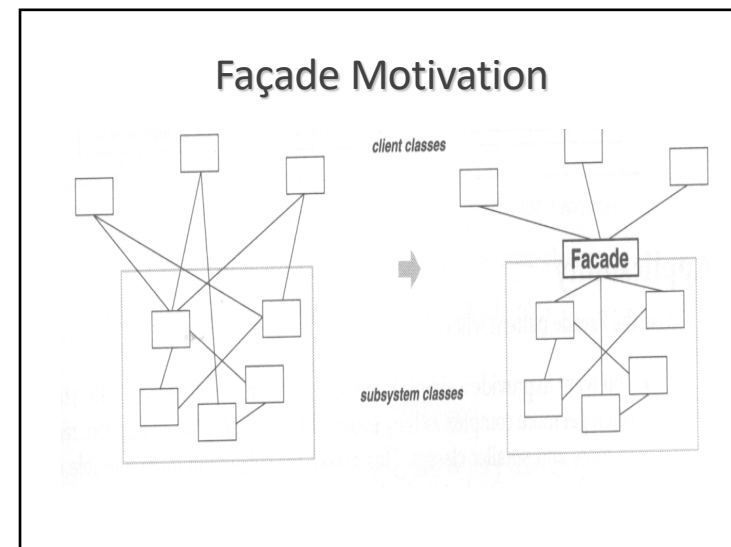 Façade Motivation
client classes
Facade
subsystem classes